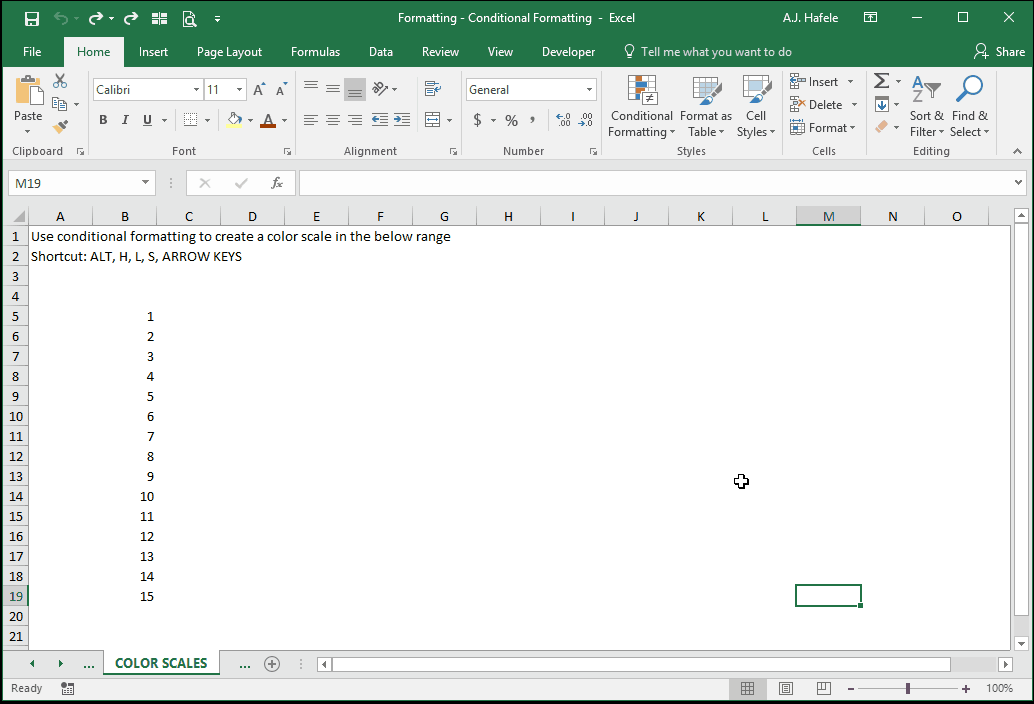 Formatting - Conditional Formatting - Excel A.J. Hafele
File Home Insert Page Layout Formulas Data Review View Developer Tell me what you want to do Share
Paste
Calibri 11
B I U A
General
$ % ,
Conditional Formatting
Format as Table
Cell Styles
Insert
Delete
Format
Sort & Filter
Find & Select
Clipboard Font Alignment Number Styles Cells Editing
M19 fx
A B C D E F G H I J K L M N O
1 Use conditional formatting to create a color scale in the below range
2 Shortcut: ALT, H, L, S, ARROW KEYS
3
4
5 1
6 2
7 3
8 4
9 5
10 6
11 7
12 8
13 9
14 10
15 11
16 12
17 13
18 14
19 15
20
21
... COLOR SCALES ...
Ready 100%